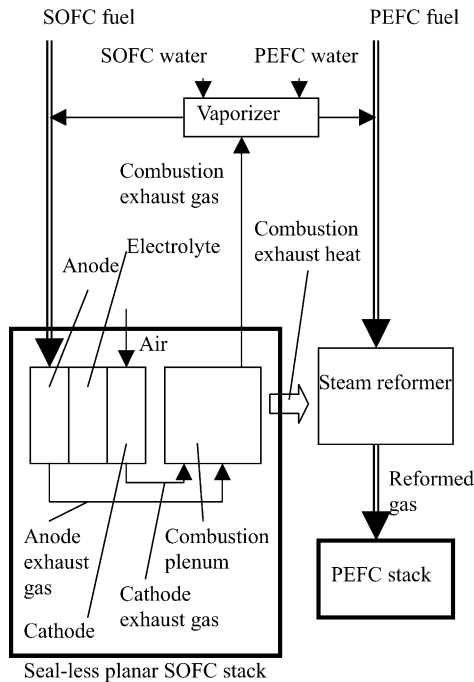 SOFC fuel
PEFC fuel
SOFC water
PEFC water
Vaporizer
Combustion
exhaust gas
Combustion
exhaust heat
Electrolyte
Anode
Air
Steam reformer
Reformed
gas
Anode
exhaust
gas
Combustion
plenum
Cathode
exhaust gas
Cathode
PEFC stack
Seal-less planar SOFC stack